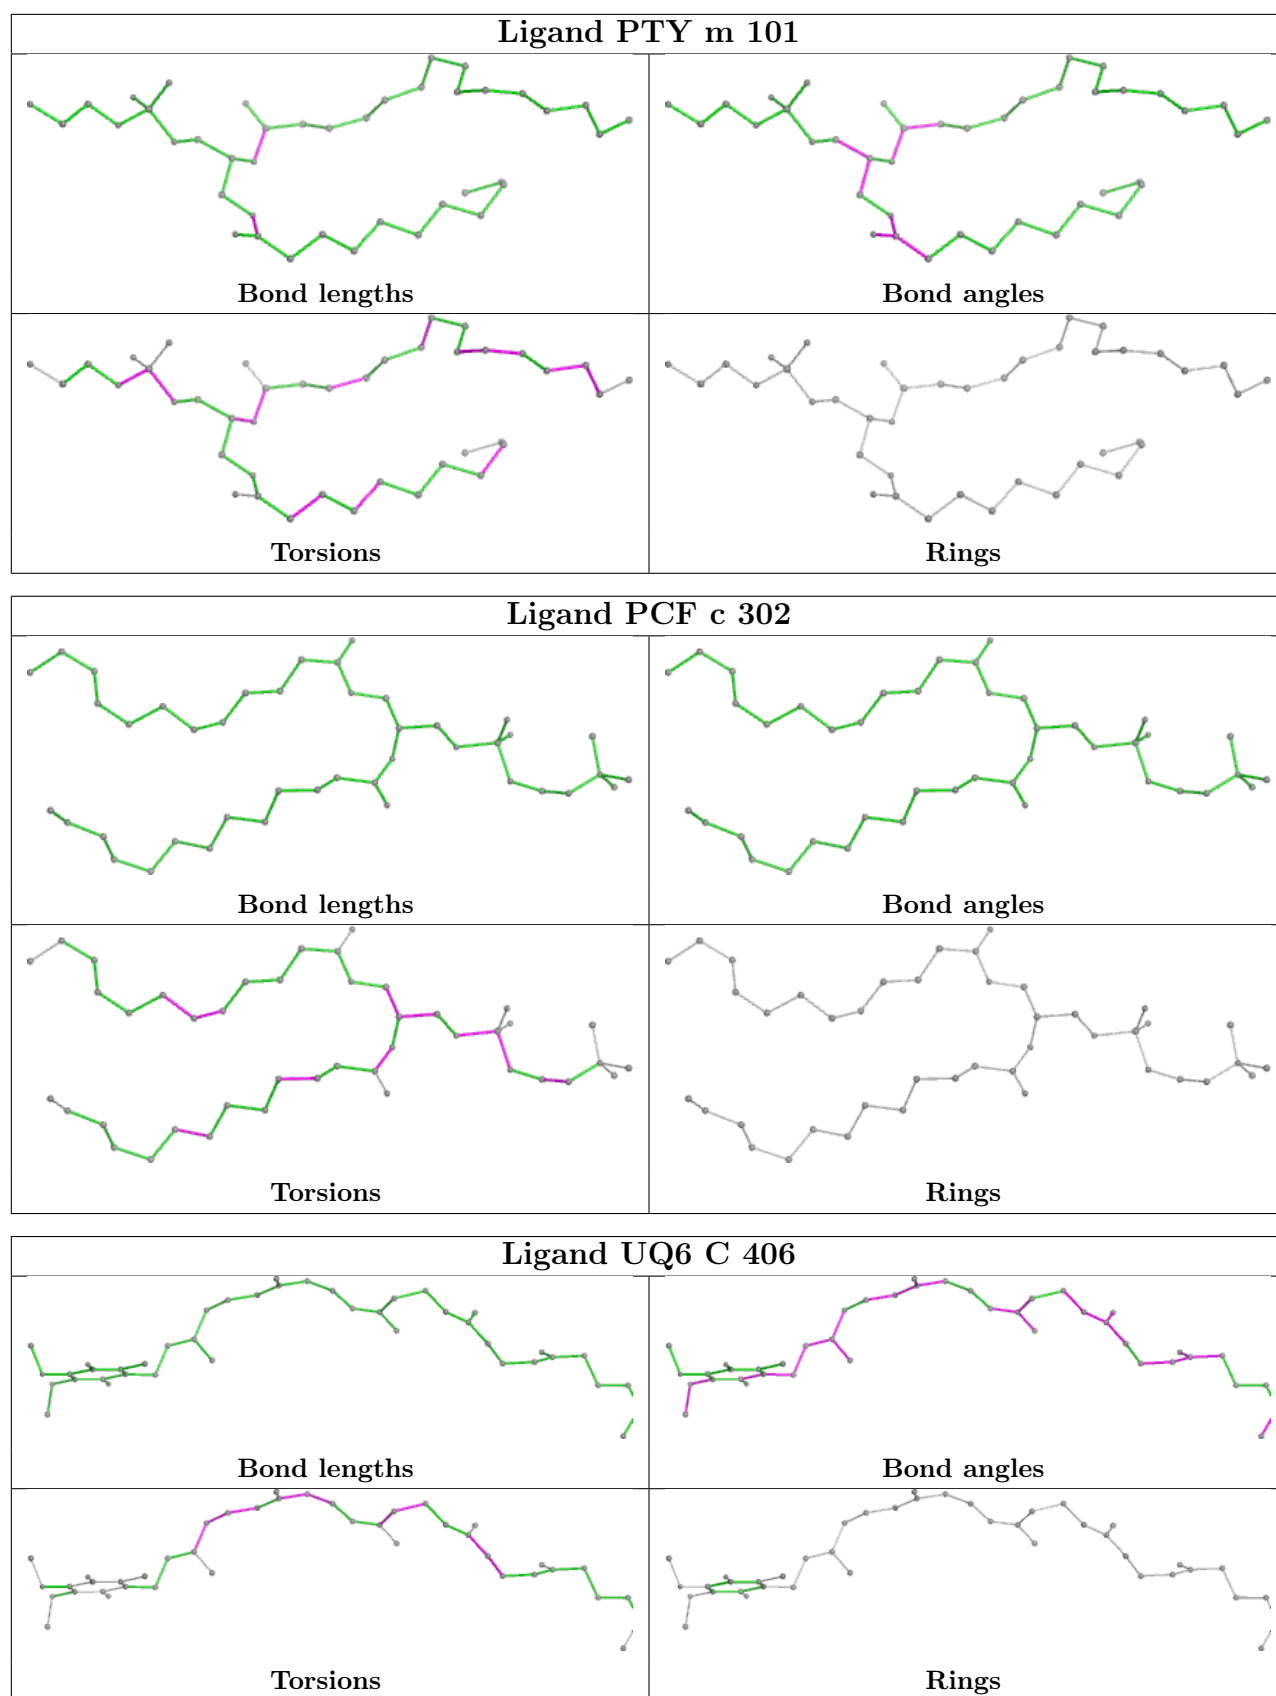 Ligand PTY m 101
Bond lengths
Bond angles
Torsions
Rings
Ligand PCF c 302
Bond lengths
Bond angles
Torsions
Rings
Ligand UQ6 C 406
Bond lengths
Bond angles
Torsions
Rings